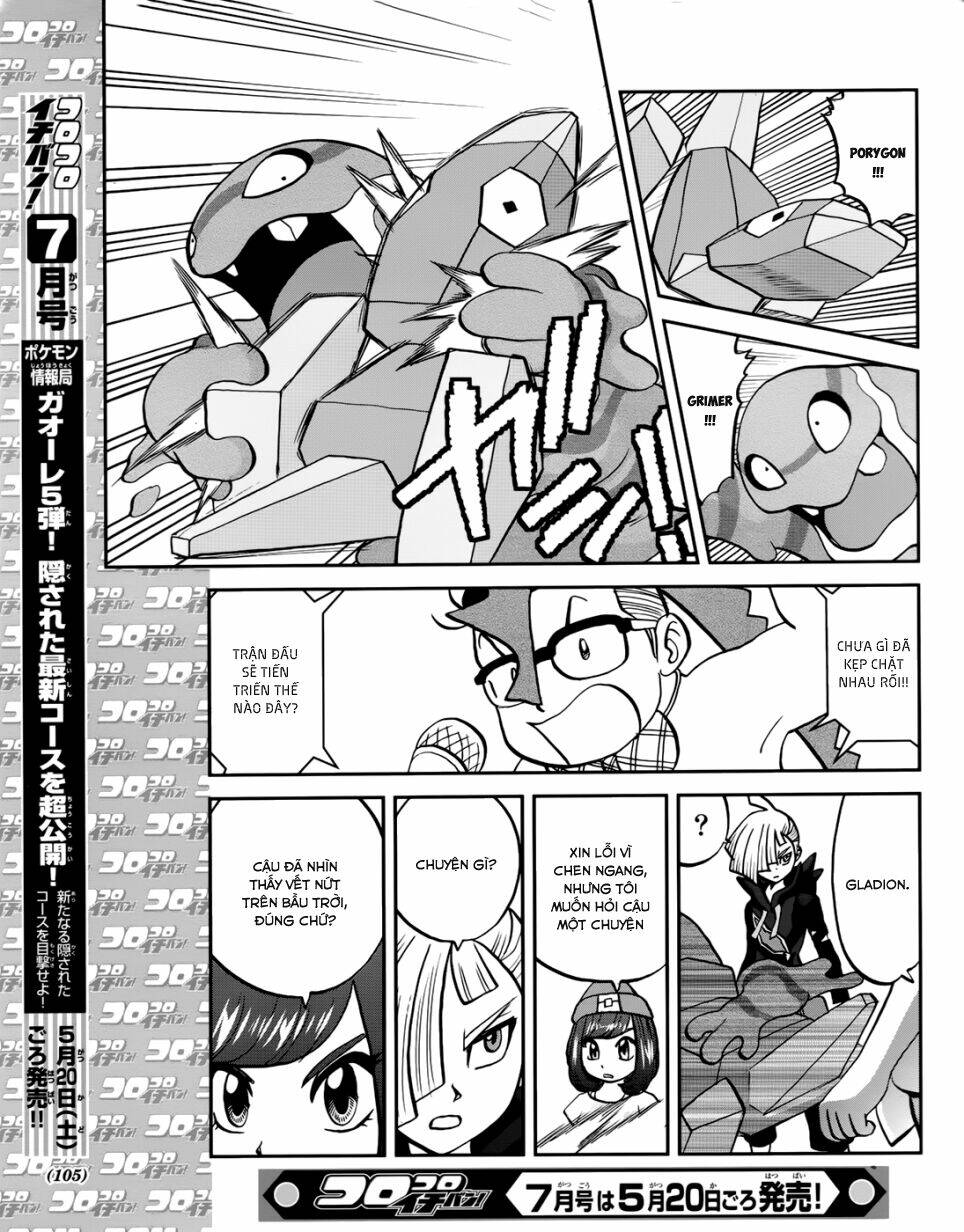 PORYGON
!!!
GRIMER
!!!
ガガガ
CHƯA GÌ ĐÃ
KẸP CHẶT
NHAU RỒI!!
TRẬN ĐẤU
SẼ TIẾN
TRIỂN THẾ
NÀO ĐÂY?
GLADION.
?
XIN LỖI VÌ
CHEN NGANG,
NHƯNG TÔI
MUỐN HỎI CẬU
MỘT CHUYỆN
CHUYỆN GÌ?
CẬU ĐÃ NHÌN
THẤY VẾT NỨT
TRÊN BẦU TRỜI,
ĐÚNG CHỨ?
コロコロイチバン!
7月号
ポケモン情報局
ガオーレ5弾! 隠された最新コースを超公開!
新たなる隠された
コースを目撃せよ!
5月20日(土)
ごろ発売!!
(105)
コロコロイチバン!
7月号は5月20日ごろ発売!